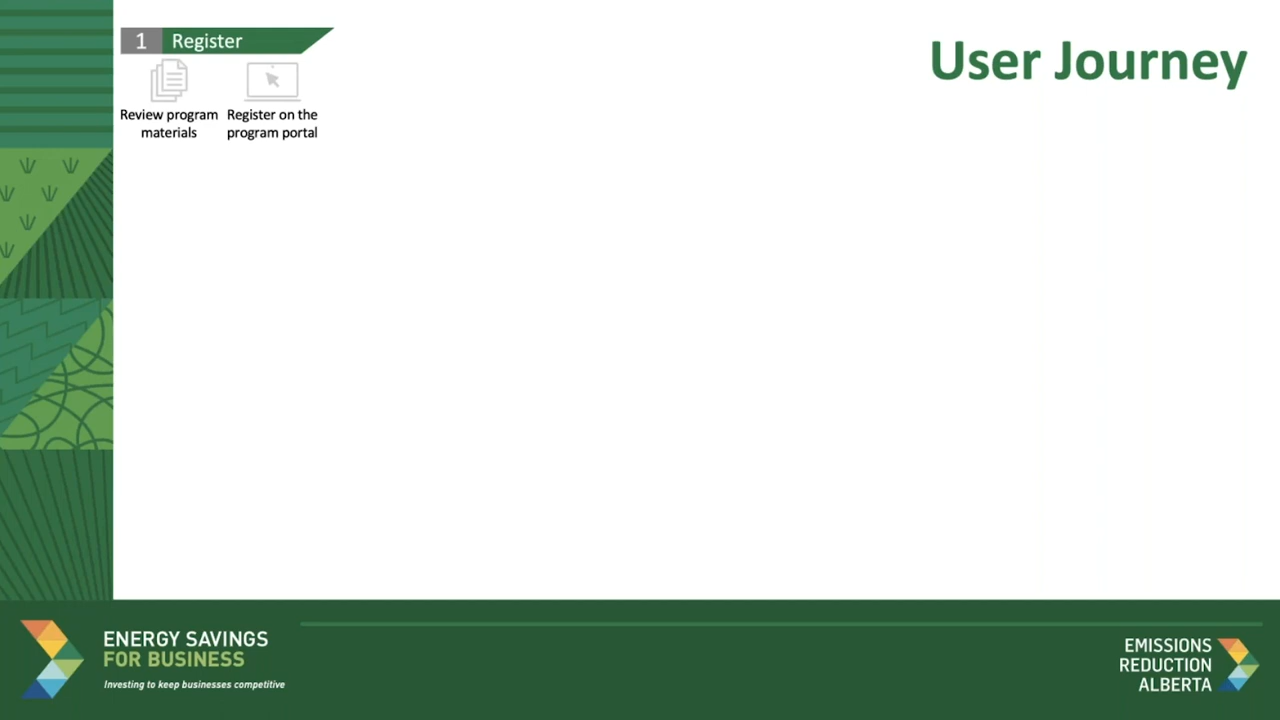 1 Register
User Journey
Review program
materials
Register on the
program portal
ENERGY SAVINGS
FOR BUSINESS
Investing to keep businesses competitive
EMISSIONS
REDUCTION
ALBERTA